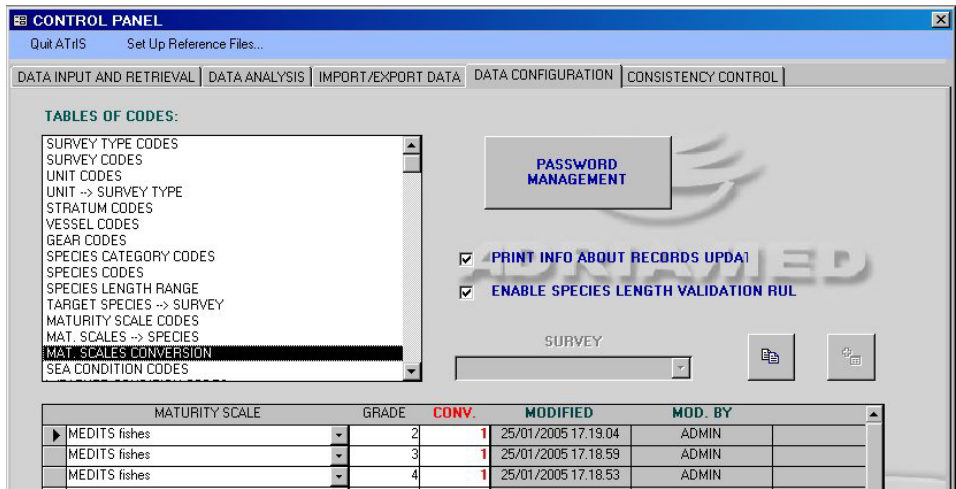 CONTROL PANEL
Quit ATrIS Set Up Reference Files...
DATA INPUT AND RETRIEVAL DATA ANALYSIS IMPORT/EXPORT DATA DATA CONFIGURATION CONSISTENCY CONTROL
TABLES OF CODES:
SURVEY TYPE CODES
SURVEY CODES
UNIT CODES
UNIT --> SURVEY TYPE
STRATUM CODES
VESSEL CODES
GEAR CODES
SPECIES CATEGORY CODES
SPECIES CODES
SPECIES LENGTH RANGE
TARGET SPECIES --> SURVEY
MATURITY SCALE CODES
MAT. SCALES --> SPECIES
MAT. SCALES CONVERSION
SEA CONDITION CODES
PASSWORD
MANAGEMENT
ADRIAMED
PRINT INFO ABOUT RECORDS UPDAT
ENABLE SPECIES LENGTH VALIDATION RUL
SURVEY
MATURITY SCALE GRADE CONV. MODIFIED MOD. BY
MEDITS fishes 2 1 25/01/2005 17.19.04 ADMIN
MEDITS fishes 3 1 25/01/2005 17.18.59 ADMIN
MEDITS fishes 4 1 25/01/2005 17.18.53 ADMIN